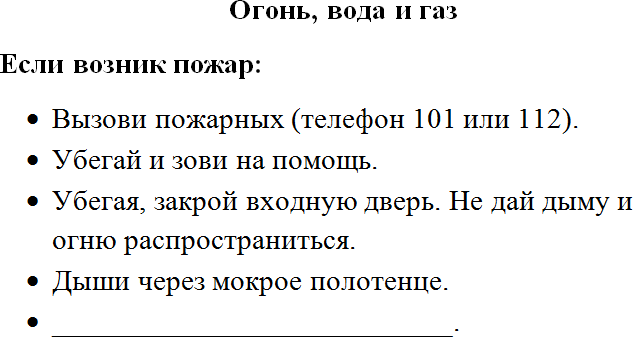 Огонь, вода и газ
Если возник пожар:
• Вызови пожарных (телефон 101 или 112).
• Убегай и зови на помощь.
• Убегая, закрой входную дверь. Не дай дыму и
огню распространиться.
• Дыши через мокрое полотенце.
• ____________________________.